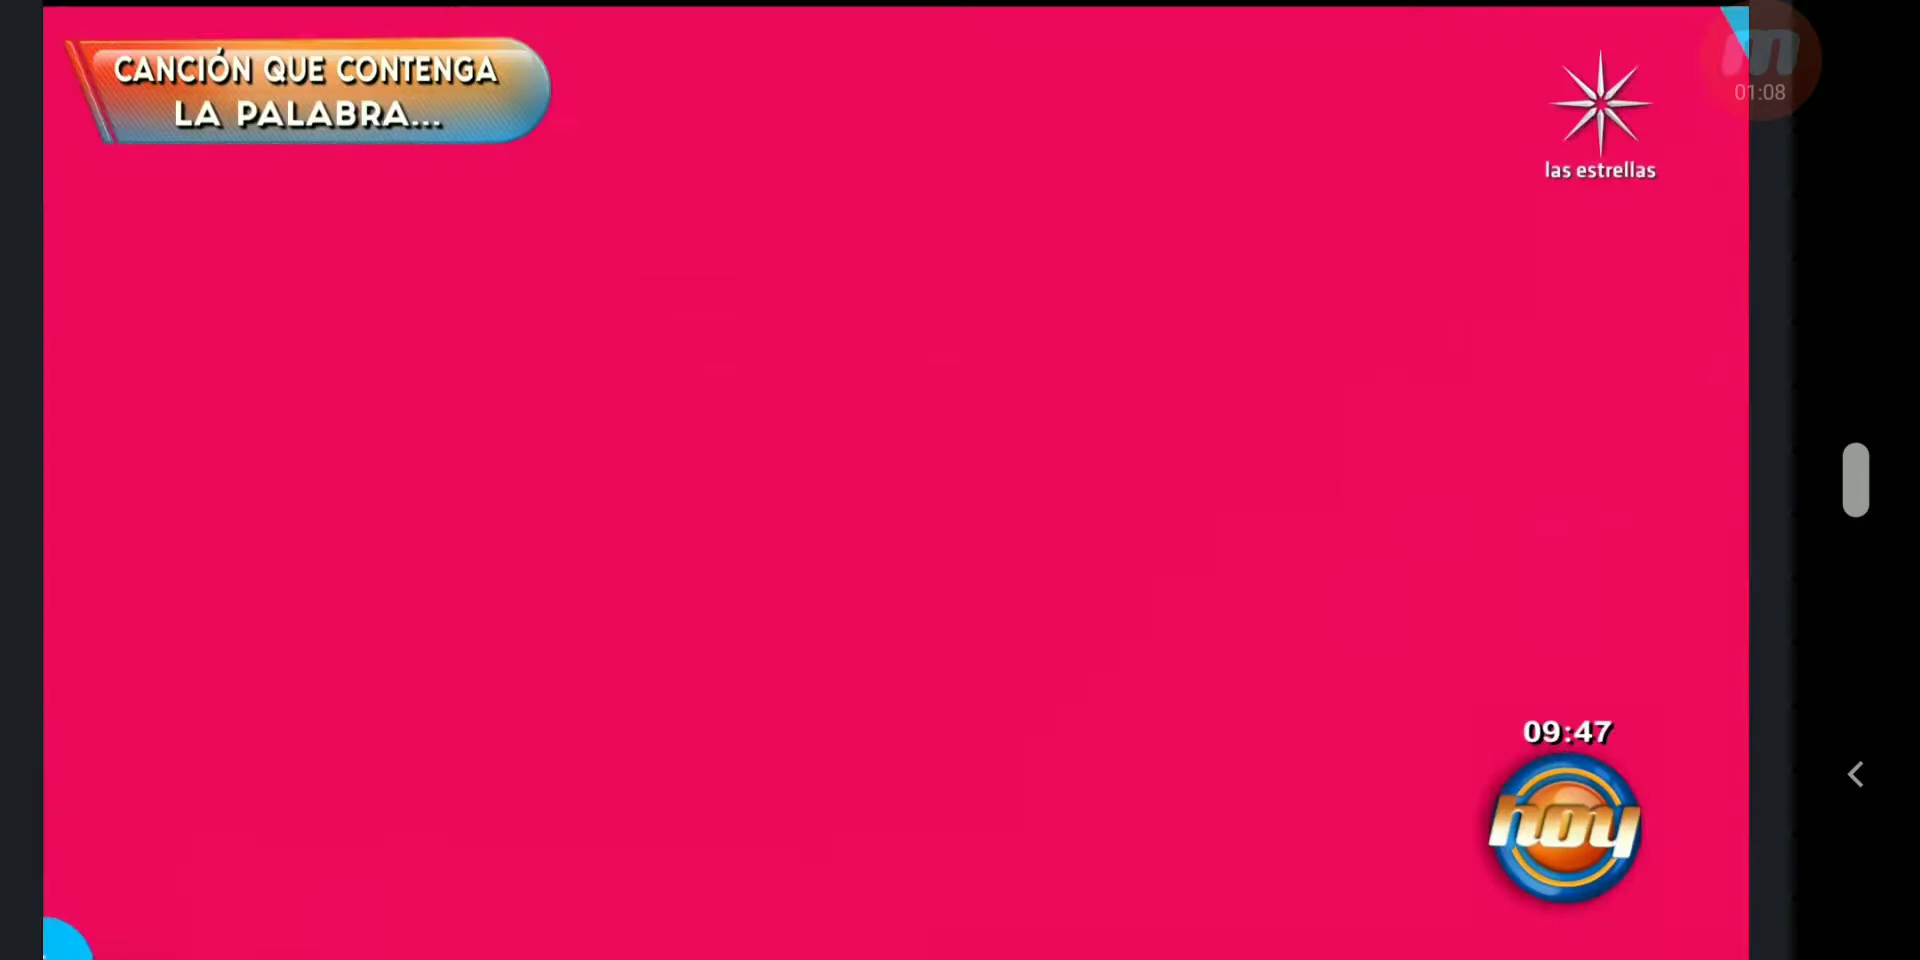 CANCIÓN QUE CONTENGA
LA PALABRA...
m
01:08
las estrellas
09:47
hoy